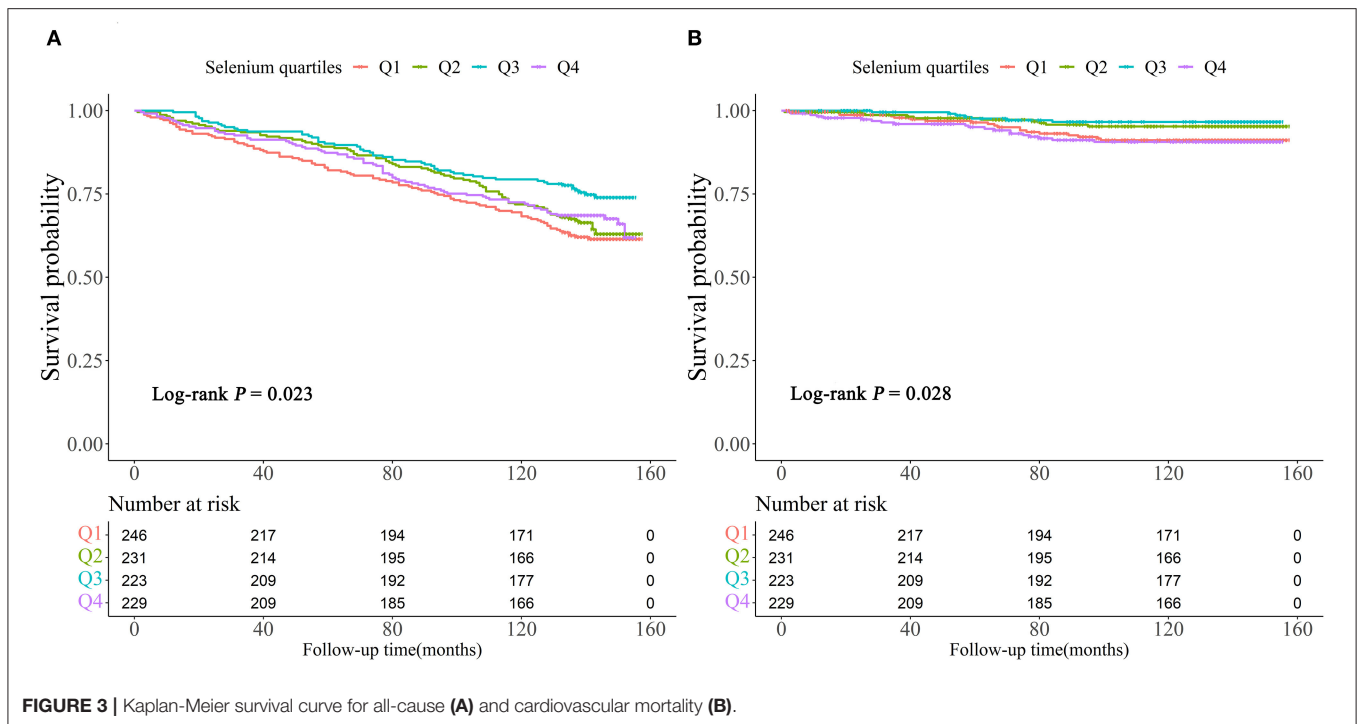 A
Selenium quartiles Q1 Q2 Q3 Q4
Survival probability
1.00
0.75
0.50
0.25
0.00
Log-rank P = 0.023
0 40 80 120 160
Number at risk
Q1 246 217 194 171 0
Q2 231 214 195 166 0
Q3 223 209 192 177 0
Q4 229 209 185 166 0
0 40 80 120 160
Follow-up time(months)
B
Selenium quartiles Q1 Q2 Q3 Q4
Survival probability
1.00
0.75
0.50
0.25
0.00
Log-rank P = 0.028
0 40 80 120 160
Number at risk
Q1 246 217 194 171 0
Q2 231 214 195 166 0
Q3 223 209 192 177 0
Q4 229 209 185 166 0
0 40 80 120 160
Follow-up time(months)
FIGURE 3 | Kaplan-Meier survival curve for all-cause (A) and cardiovascular mortality (B).